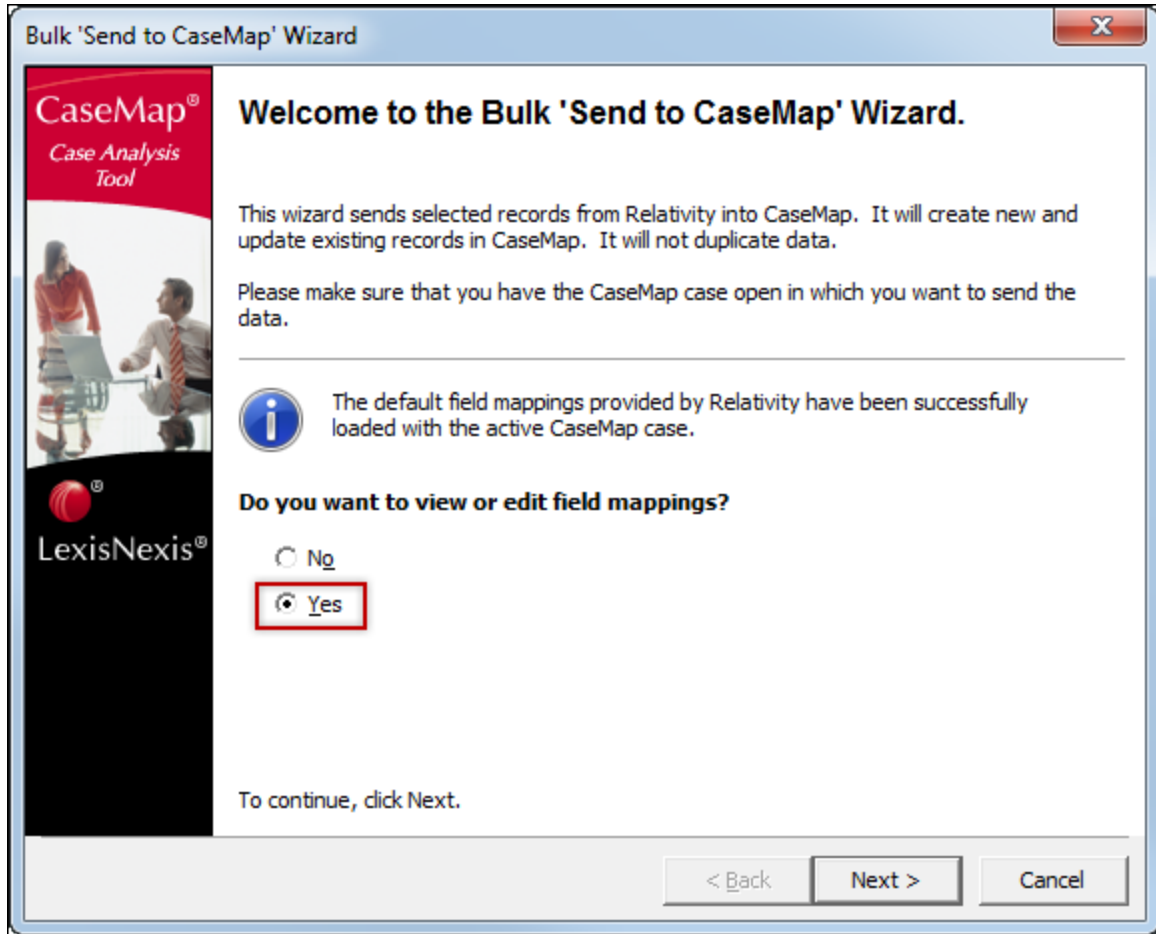 Bulk 'Send to CaseMap' Wizard
CaseMap®
Case Analysis
Tool
Welcome to the Bulk 'Send to CaseMap' Wizard.
This wizard sends selected records from Relativity into CaseMap. It will create new and
update existing records in CaseMap. It will not duplicate data.
Please make sure that you have the CaseMap case open in which you want to send the
data.
The default field mappings provided by Relativity have been successfully
loaded with the active CaseMap case.
®
LexisNexis®
Do you want to view or edit field mappings?
No
Yes
To continue, click Next.
< Back
Next >
Cancel